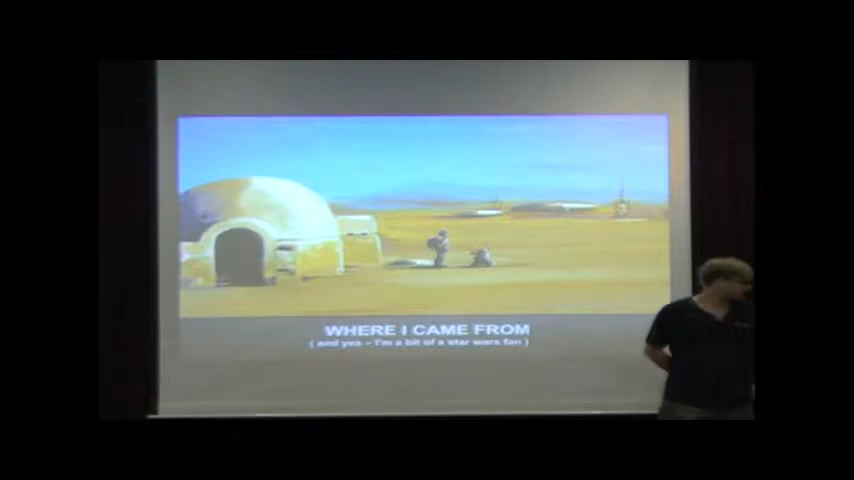 WHERE I CAME FROM
( and yes – I'm a bit of a star wars fan )